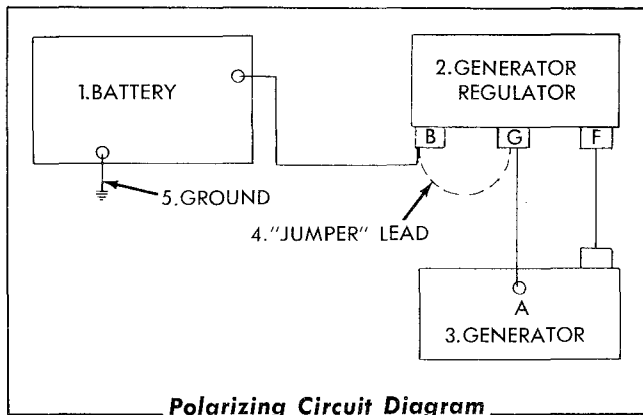 1.BATTERY
2.GENERATOR
REGULATOR
B
G
F
5.GROUND
4."JUMPER" LEAD
A
3.GENERATOR
Polarizing Circuit Diagram